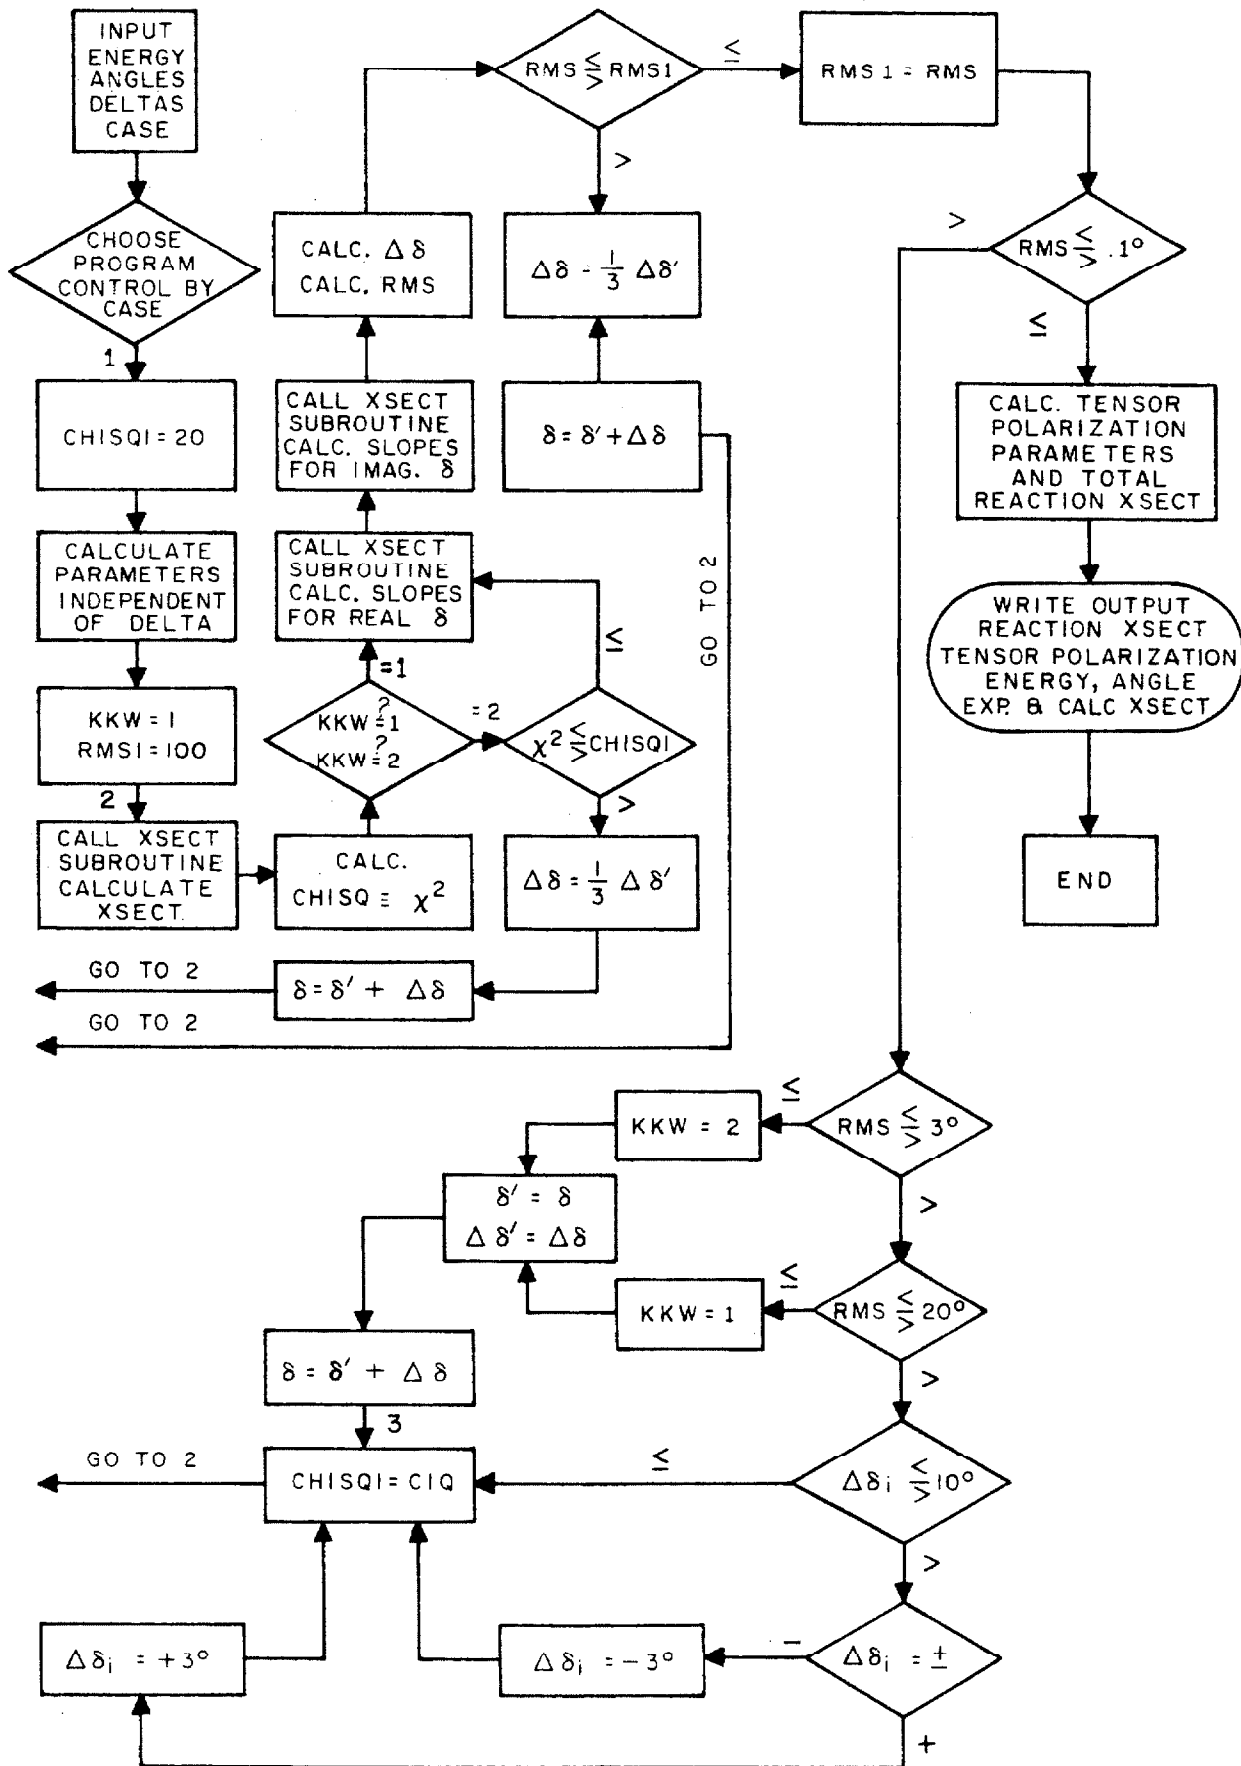 INPUT
ENERGY
ANGLES
DELTAS
CASE
CHOOSE
PROGRAM
CONTROL BY
CASE
1
CHISQI = 20
CALCULATE
PARAMETERS
INDEPENDENT
OF DELTA
KKW = 1
RMSI = 100
2
CALL XSECT
SUBROUTINE
CALCULATE
XSECT.
CALC.
CHISQ ≡ χ²
KKW ?= 1
KKW ?= 2
=1
=2
CALL XSECT
SUBROUTINE
CALC. SLOPES
FOR REAL δ
CALL XSECT
SUBROUTINE
CALC. SLOPES
FOR IMAG. δ
CALC. Δ δ
CALC. RMS
RMS ≤ > RMS1
≤
>
RMS 1 = RMS
Δδ - 1/3 Δδ′
δ = δ′ + Δδ
GO TO 2
χ² ≤ > CHISQI
≤
>
Δδ = 1/3 Δδ′
δ = δ′ + Δδ
GO TO 2
GO TO 2
RMS ≤ > .1°
>
≤
CALC. TENSOR
POLARIZATION
PARAMETERS
AND TOTAL
REACTION XSECT
WRITE OUTPUT
REACTION XSECT
TENSOR POLARIZATION
ENERGY, ANGLE
EXP. & CALC XSECT
END
RMS ≤ > 3°
≤
>
KKW = 2
δ′ = δ
Δ δ′ = Δδ
KKW = 1
RMS ≤ > 20°
≤
>
δ = δ′ + Δ δ
3
CHISQI = CIQ
GO TO 2
Δδi ≤ > 10°
≤
>
Δδi = ±
-
+
Δδi = -3°
Δδi = +3°